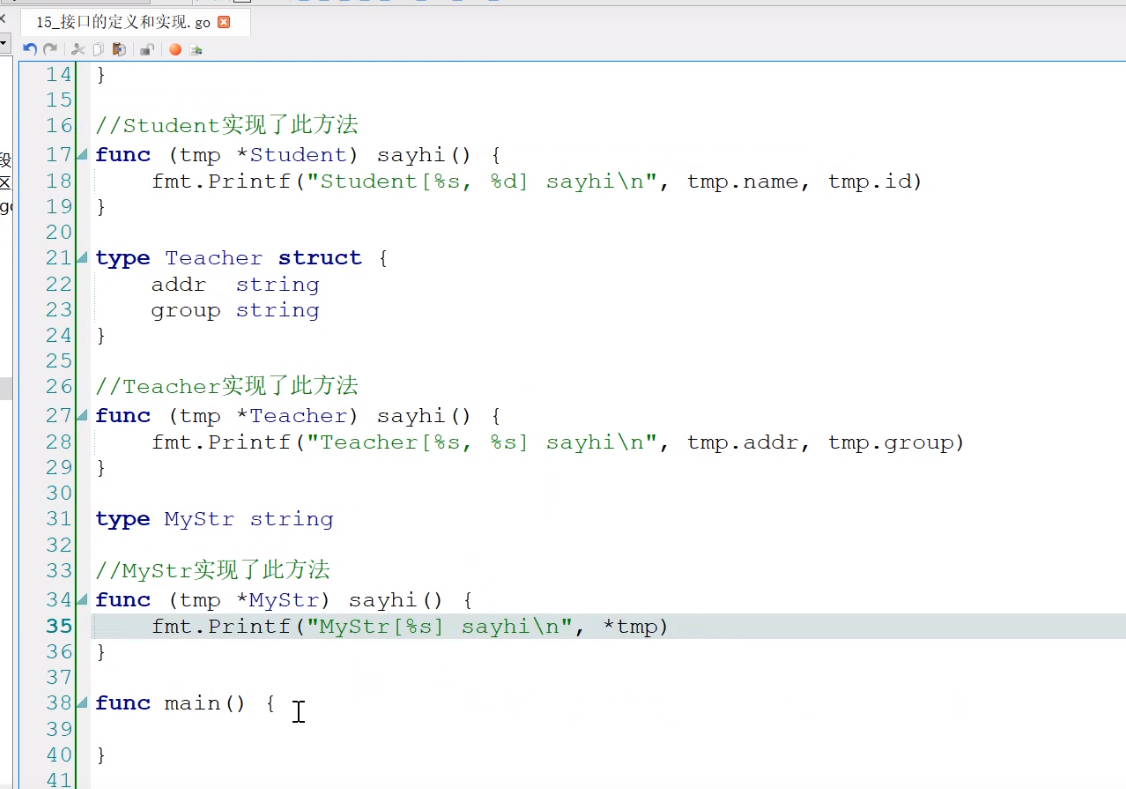 15_接口的定义和实现.go
14 }
15
16 //Student实现了此方法
17 func (tmp *Student) sayhi() {
18     fmt.Printf("Student[%s, %d] sayhi\n", tmp.name, tmp.id)
19 }
20
21 type Teacher struct {
22     addr  string
23     group string
24 }
25
26 //Teacher实现了此方法
27 func (tmp *Teacher) sayhi() {
28     fmt.Printf("Teacher[%s, %s] sayhi\n", tmp.addr, tmp.group)
29 }
30
31 type MyStr string
32
33 //MyStr实现了此方法
34 func (tmp *MyStr) sayhi() {
35     fmt.Printf("MyStr[%s] sayhi\n", *tmp)
36 }
37
38 func main() {
39
40 }
41
段
区
go